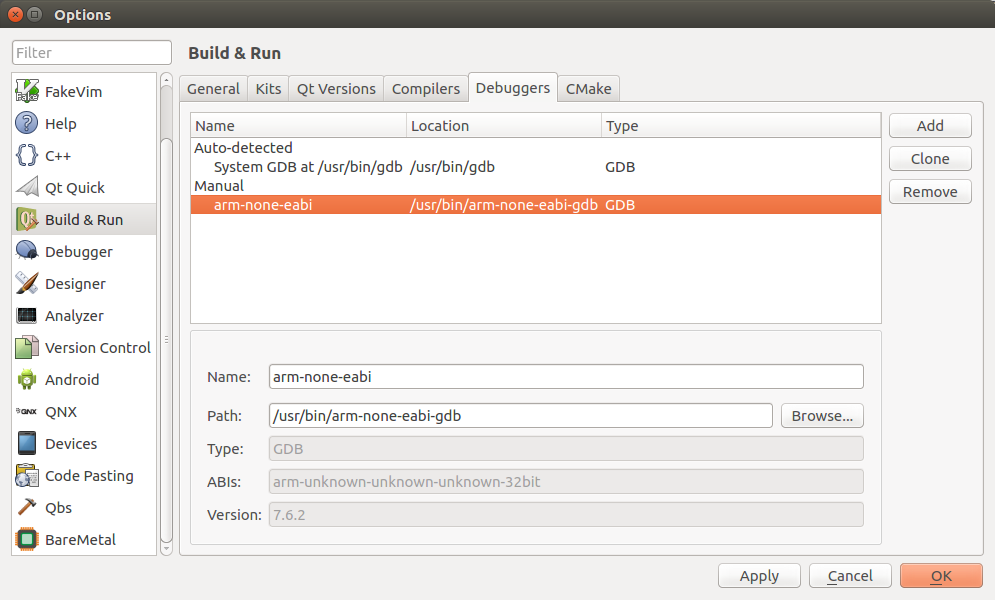 Options
Filter
FakeVim
Help
C++
Qt Quick
Build & Run
Debugger
Designer
Analyzer
Version Control
Android
QNX
Devices
Code Pasting
Qbs
BareMetal
Build & Run
General Kits Qt Versions Compilers Debuggers CMake
Name Location Type
Auto-detected
System GDB at /usr/bin/gdb /usr/bin/gdb GDB
Manual
arm-none-eabi /usr/bin/arm-none-eabi-gdb GDB
Add
Clone
Remove
Name: arm-none-eabi
Path: /usr/bin/arm-none-eabi-gdb Browse...
Type: GDB
ABIs: arm-unknown-unknown-unknown-32bit
Version: 7.6.2
Apply Cancel OK